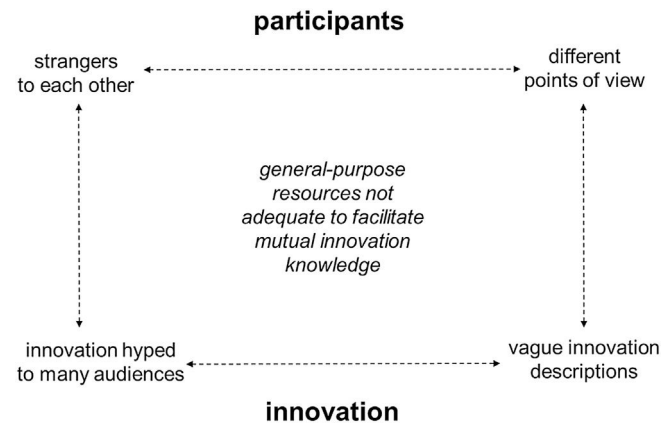 participants
strangers
to each other
different
points of view
general-purpose
resources not
adequate to facilitate
mutual innovation
knowledge
innovation hyped
to many audiences
vague innovation
descriptions
innovation